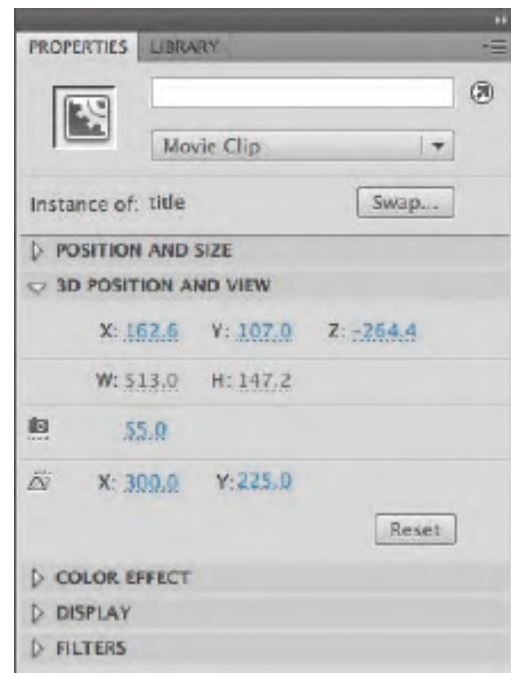 PROPERTIES LIBRARY
Movie Clip
Instance of: title Swap...
POSITION AND SIZE
3D POSITION AND VIEW
X: 162.6 Y: 107.0 Z: -264.4
W: 513.0 H: 147.2
55.0
X: 300.0 Y: 225.0
Reset
COLOR EFFECT
DISPLAY
FILTERS